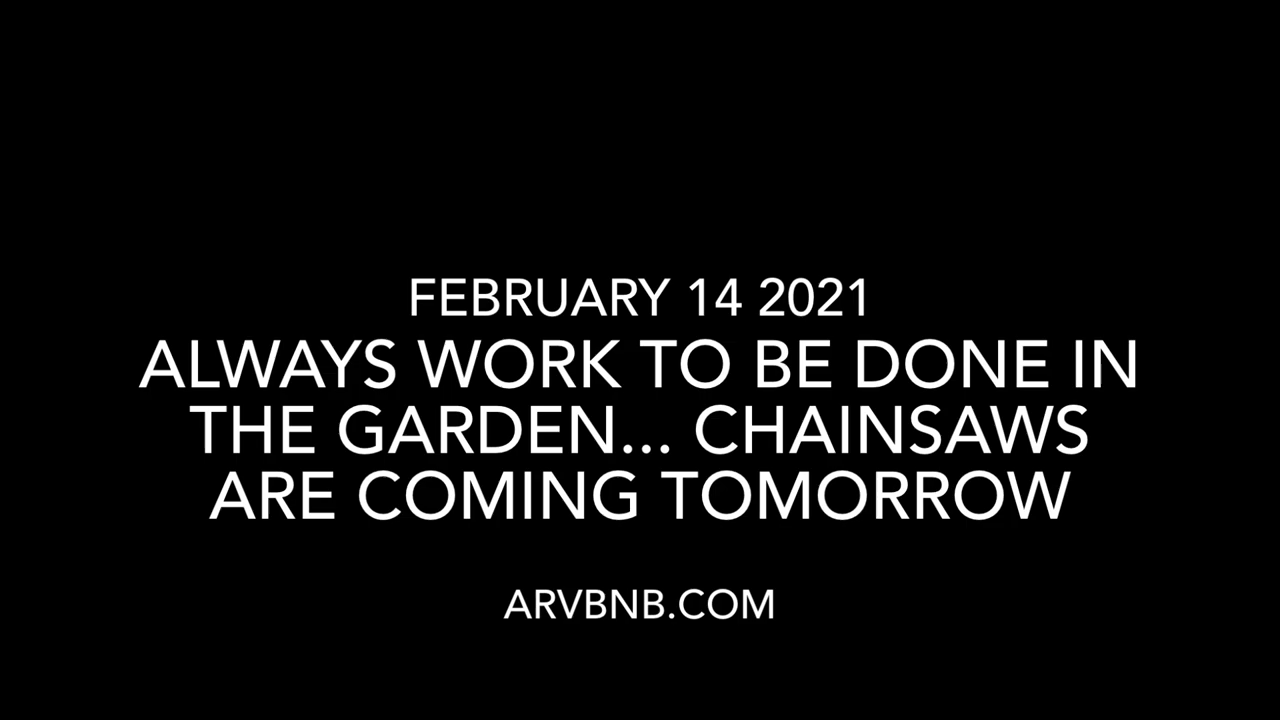 FEBRUARY 14 2021
ALWAYS WORK TO BE DONE IN
THE GARDEN... CHAINSAWS
ARE COMING TOMORROW
ARVBNB.COM